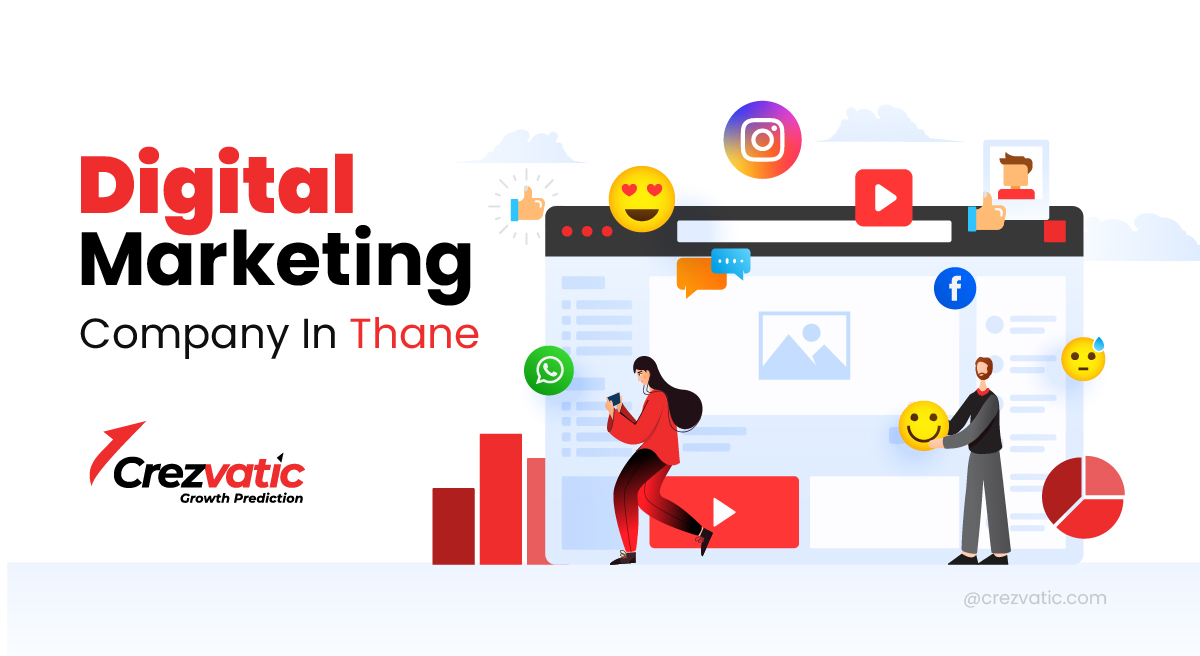 Digital
Marketing
Company In Thane
Crezvatic
Growth Prediction
@crezvatic.com